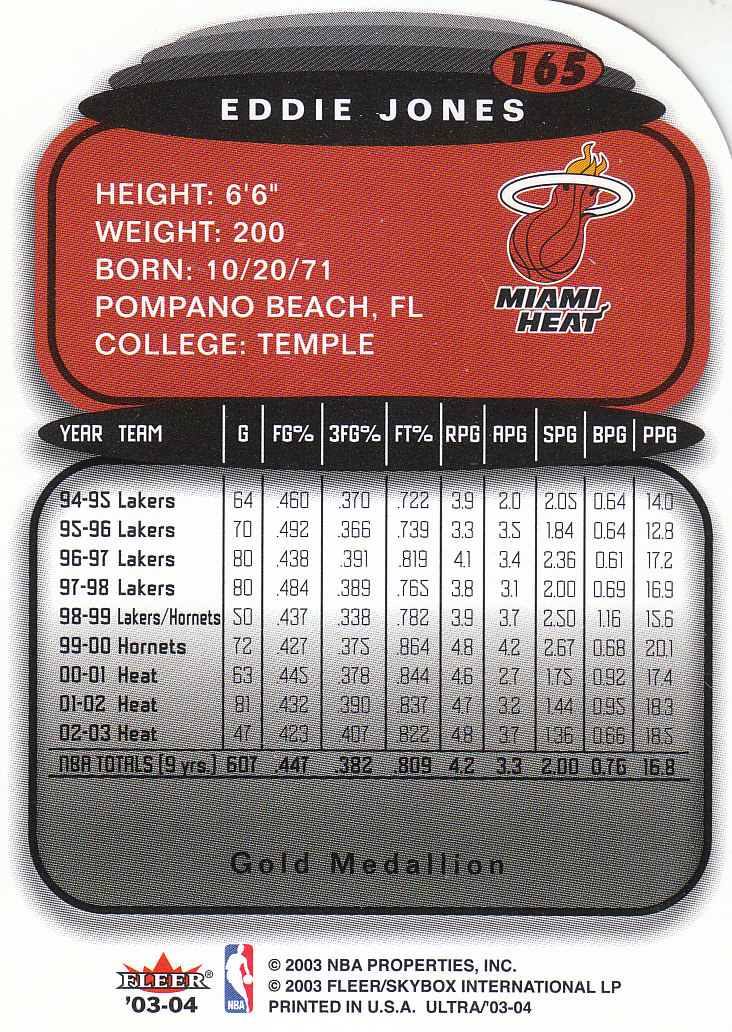 165
EDDIE JONES
HEIGHT: 6'6"
WEIGHT: 200
BORN: 10/20/71
POMPANO BEACH, FL
COLLEGE: TEMPLE
MIAMI
HEAT
YEAR TEAM G FG% 3FG% FT% RPG APG SPG BPG PPG
94-95 Lakers 64 .460 .370 .722 3.9 2.0 2.05 0.64 14.0
95-96 Lakers 70 .492 .366 .739 3.3 3.5 1.84 0.64 12.8
96-97 Lakers 80 .438 .391 .819 4.1 3.4 2.36 0.61 17.2
97-98 Lakers 80 .484 .389 .765 3.8 3.1 2.00 0.69 16.9
98-99 Lakers/Hornets 50 .437 .338 .782 3.9 3.7 2.50 1.16 15.6
99-00 Hornets 72 .427 .375 .864 4.8 4.2 2.67 0.68 20.1
00-01 Heat 63 .445 .378 .844 4.6 2.7 1.75 0.92 17.4
01-02 Heat 81 .432 .390 .837 4.7 3.2 1.44 0.95 18.3
02-03 Heat 47 .423 .407 .822 4.8 3.7 1.36 0.66 18.5
NBA TOTALS (9 yrs.) 607 .447 .382 .809 4.2 3.3 2.00 0.76 16.8
Gold Medallion
FLEER®
'03-04
NBA
© 2003 NBA PROPERTIES, INC.
© 2003 FLEER/SKYBOX INTERNATIONAL LP
PRINTED IN U.S.A. ULTRA/'03-04